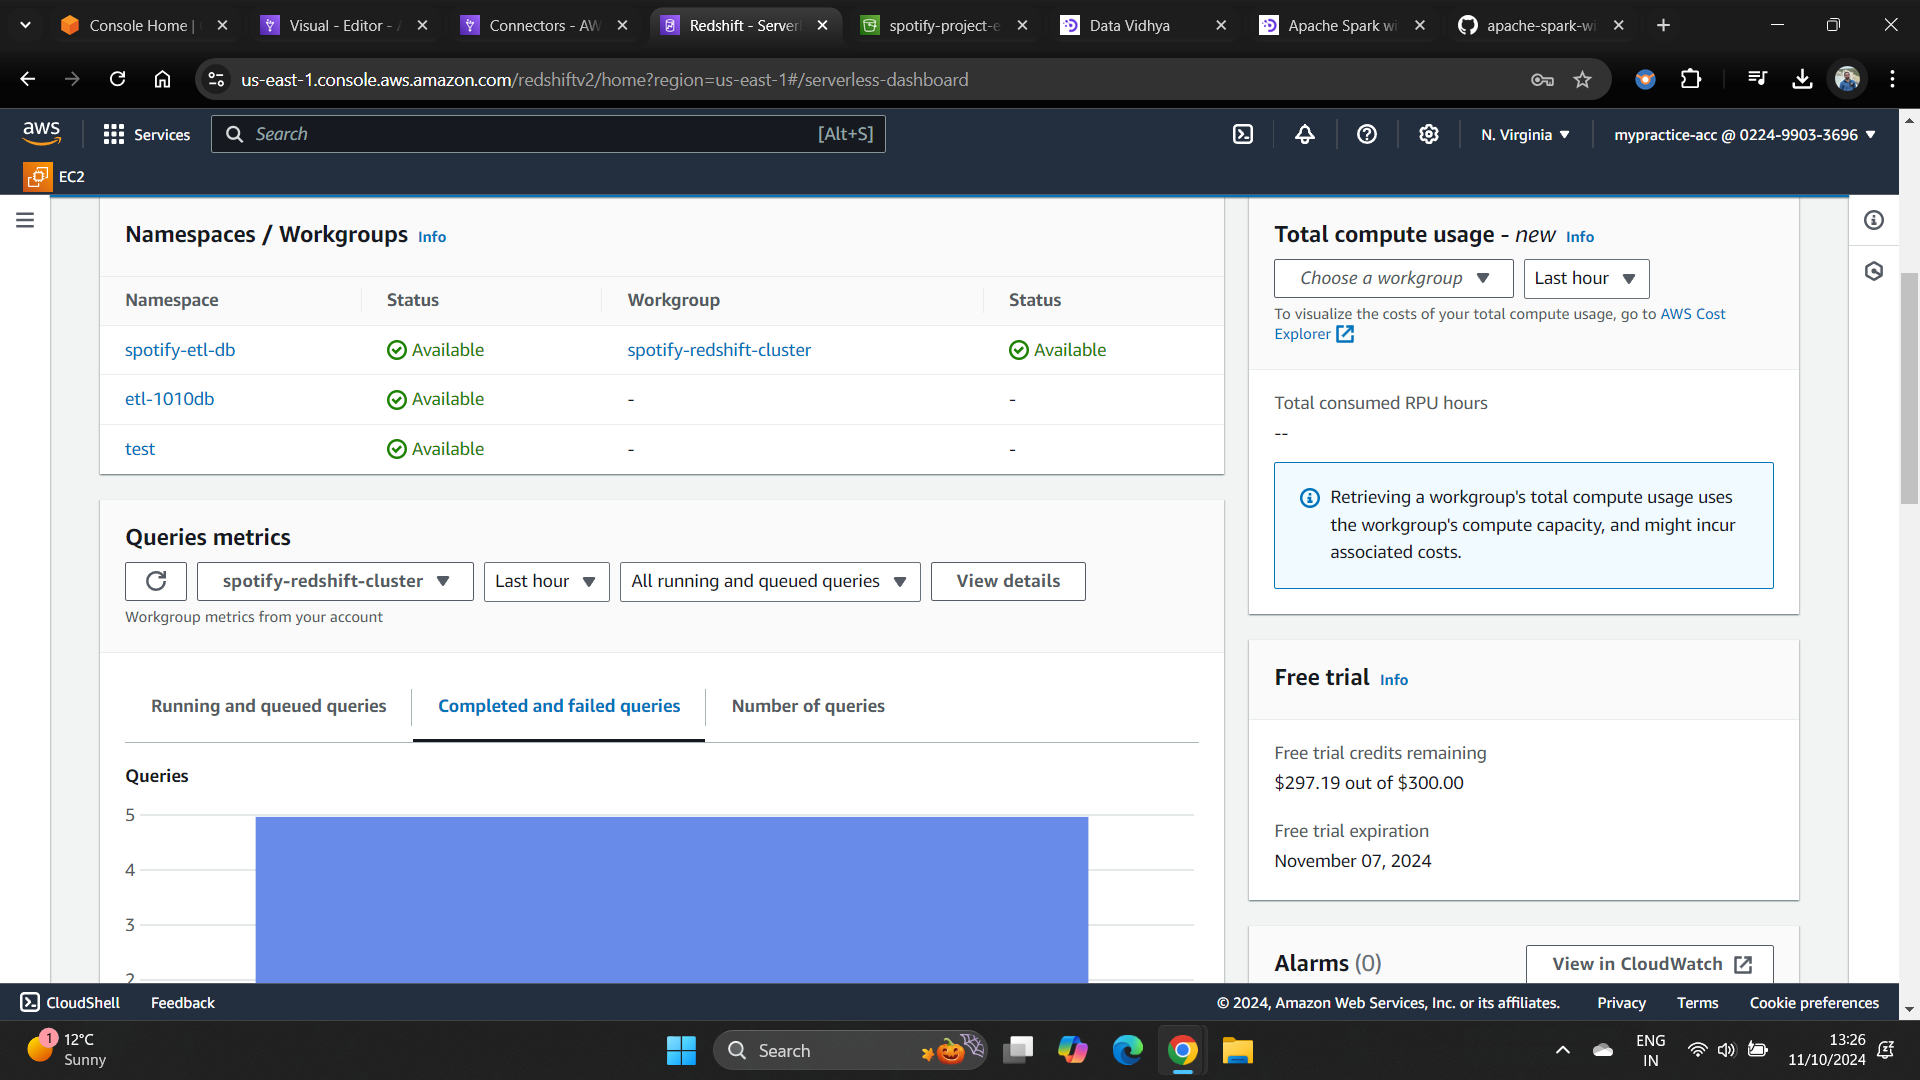 Console Home |
Visual - Editor -
Connectors - AW
Redshift - Server
spotify-project-e
Data Vidhya
Apache Spark wi
apache-spark-wi
us-east-1.console.aws.amazon.com/redshiftv2/home?region=us-east-1#/serverless-dashboard
aws
Services
Search
[Alt+S]
N. Virginia
mypractice-acc @ 0224-9903-3696
EC2
Namespaces / Workgroups Info
Namespace Status Workgroup Status
spotify-etl-db Available spotify-redshift-cluster Available
etl-1010db Available - -
test Available - -
Queries metrics
spotify-redshift-cluster
Last hour
All running and queued queries
View details
Workgroup metrics from your account
Running and queued queries
Completed and failed queries
Number of queries
Queries
5
4
3
2
Total compute usage - new Info
Choose a workgroup
Last hour
To visualize the costs of your total compute usage, go to AWS Cost
Explorer
Total consumed RPU hours
--
Retrieving a workgroup's total compute usage uses
the workgroup's compute capacity, and might incur
associated costs.
Free trial Info
Free trial credits remaining
$297.19 out of $300.00
Free trial expiration
November 07, 2024
Alarms (0)
View in CloudWatch
CloudShell
Feedback
© 2024, Amazon Web Services, Inc. or its affiliates.
Privacy
Terms
Cookie preferences
1
12°C
Sunny
Search
ENG
IN
13:26
11/10/2024